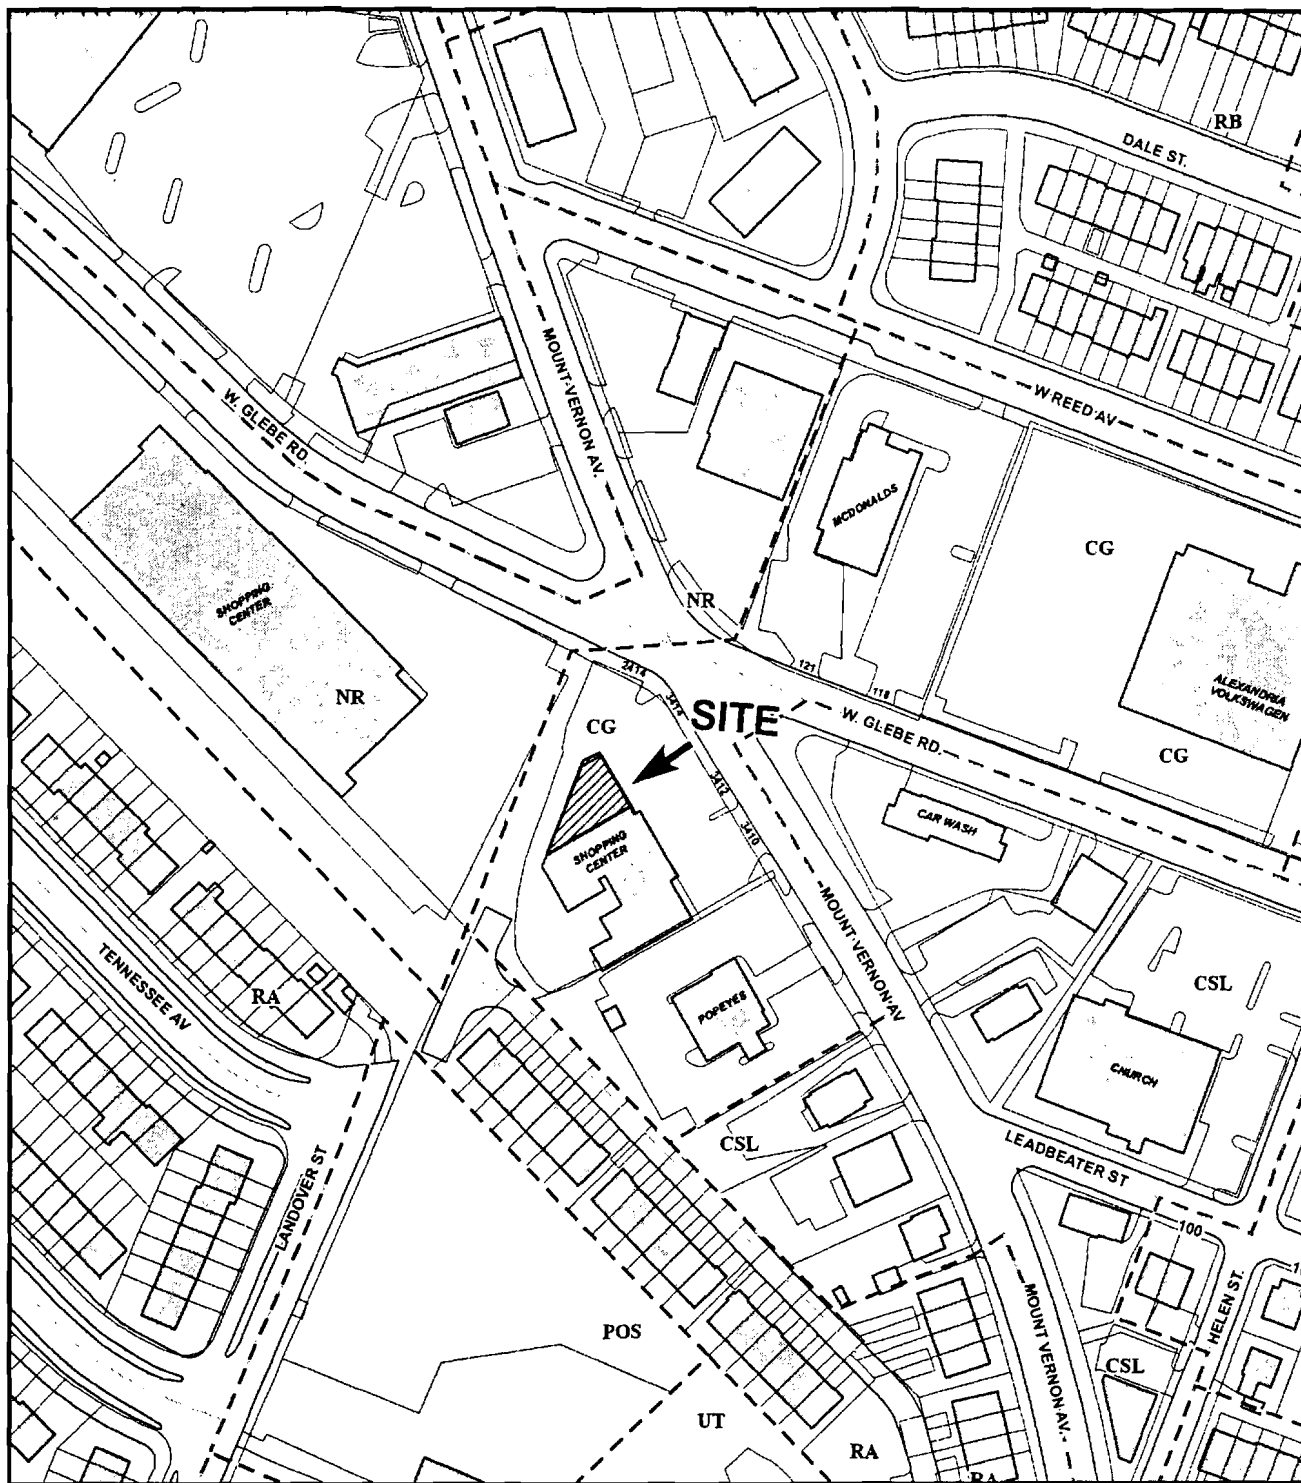 RB
DALE ST.
MOUNT VERNON AV.
W REED AV
W. GLEBE RD.
MCDONALDS
CG
SHOPPING
CENTER
NR
NR
ALEXANDRIA
VOLKSWAGEN
2414
121
118
3414
SITE
CG
W. GLEBE RD.
CG
3412
CAR WASH
3410
SHOPPING
CENTER
MOUNT VERNON AV
TENNESSEE AV
RA
CSL
POPEYES
CHURCH
CSL
LEADBEATER ST
LANDOVER ST
100
HELEN ST.
MOUNT VERNON AV.
POS
CSL
UT
RA
RA